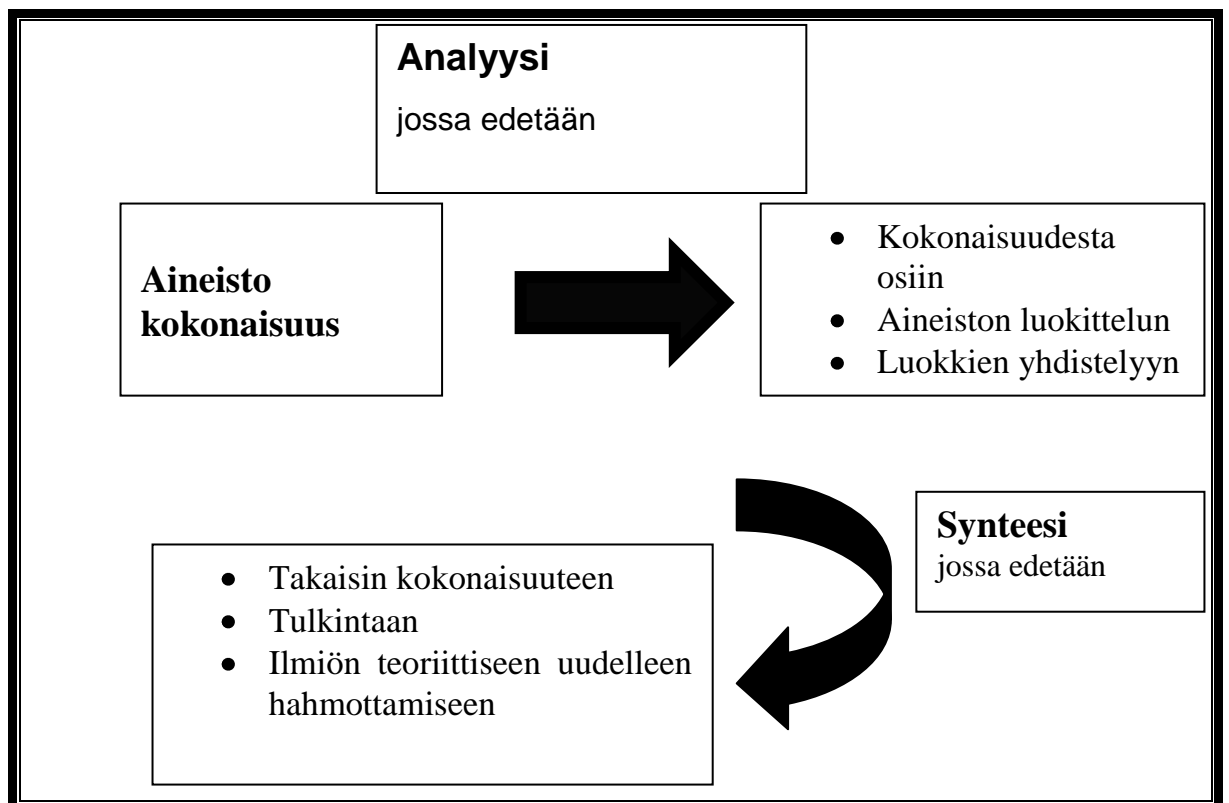 Analyysi
jossa edetään
Aineisto
kokonaisuus
• Kokonaisuudesta
osiin
• Aineiston luokittelun
• Luokkien yhdistelyyn
Synteesi
jossa edetään
• Takaisin kokonaisuuteen
• Tulkintaan
• Ilmiön teoriittiseen uudelleen
hahmottamiseen